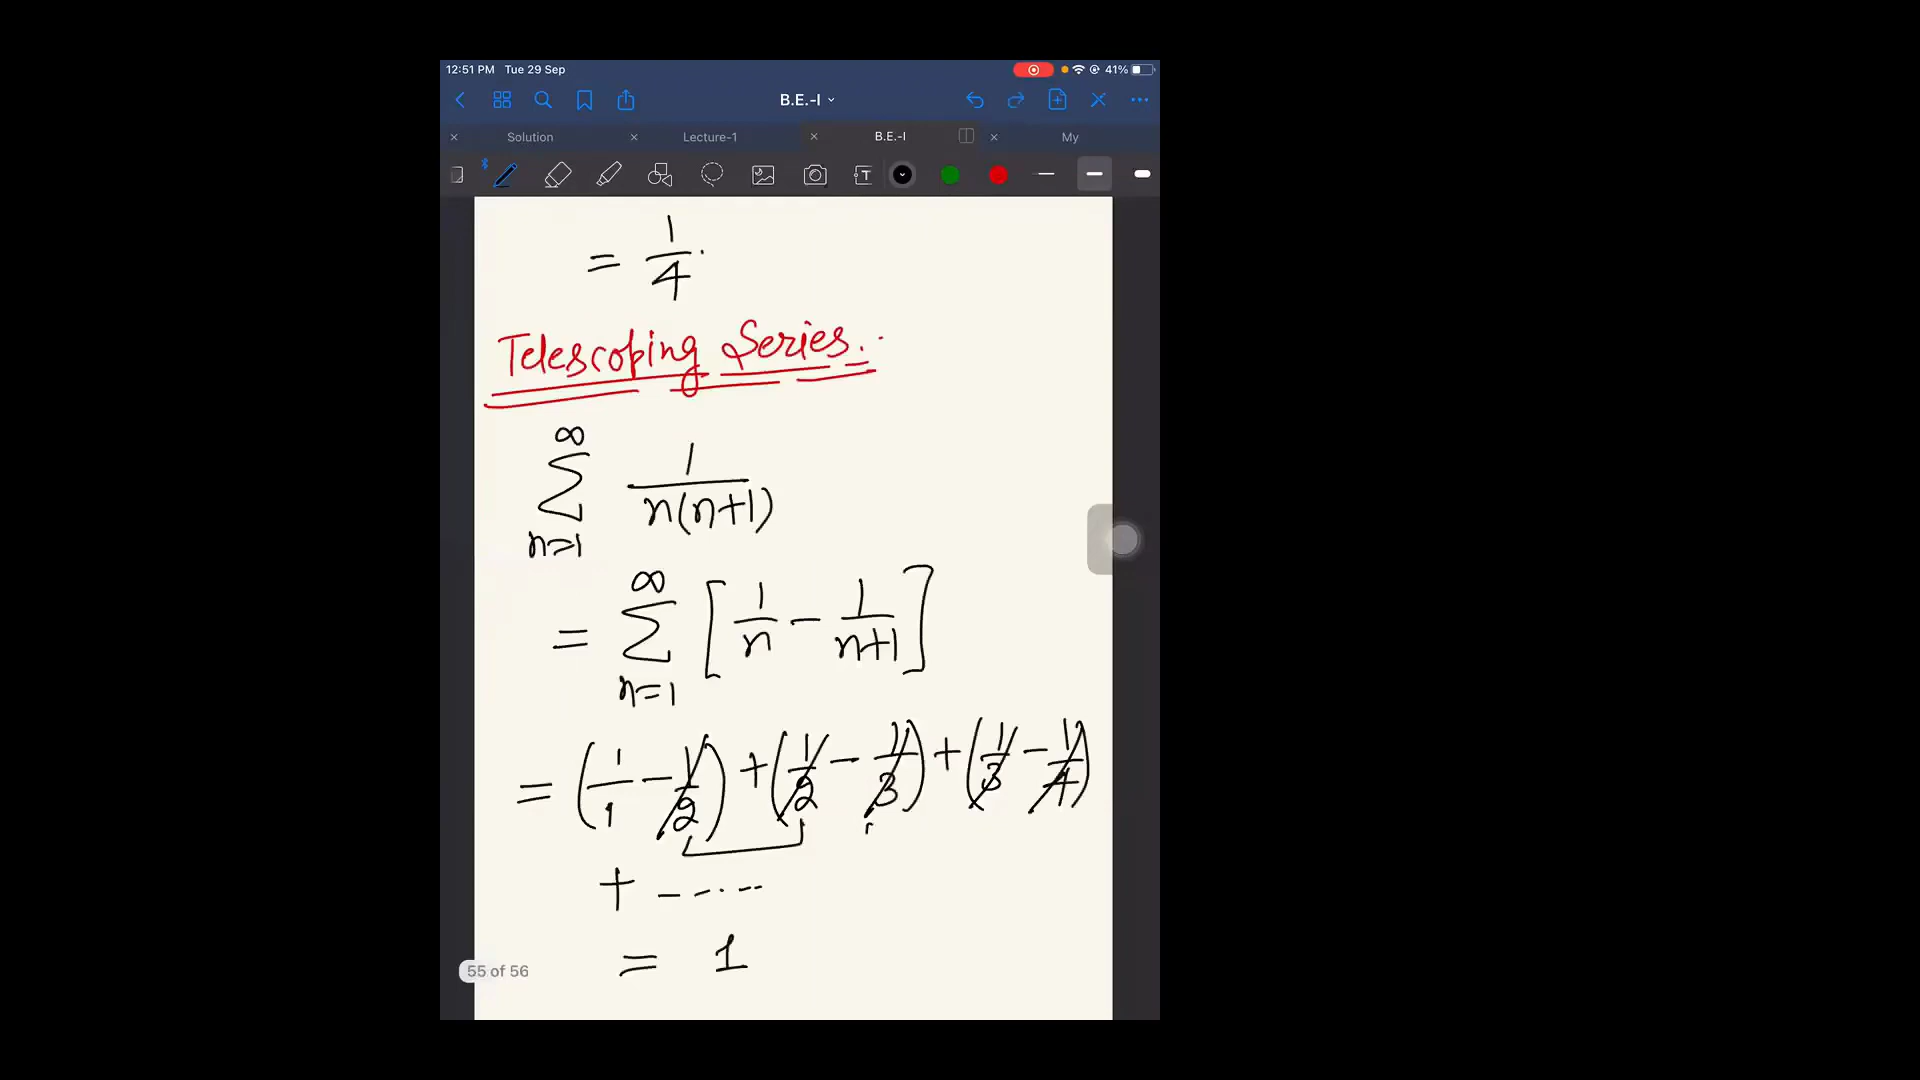 12:51 PM Tue 29 Sep 41%
B.E.-I
Solution Lecture-1 B.E.-I My
T
= 1/4.
Telescoping Series..
∞
∑ 1/n(n+1)
n=1
∞
= ∑ [1/n - 1/n+1]
n=1
= (1/1 - 1/2) + (1/2 - 1/3) + (1/3 - 1/4)
+ -----
= 1
55 of 56